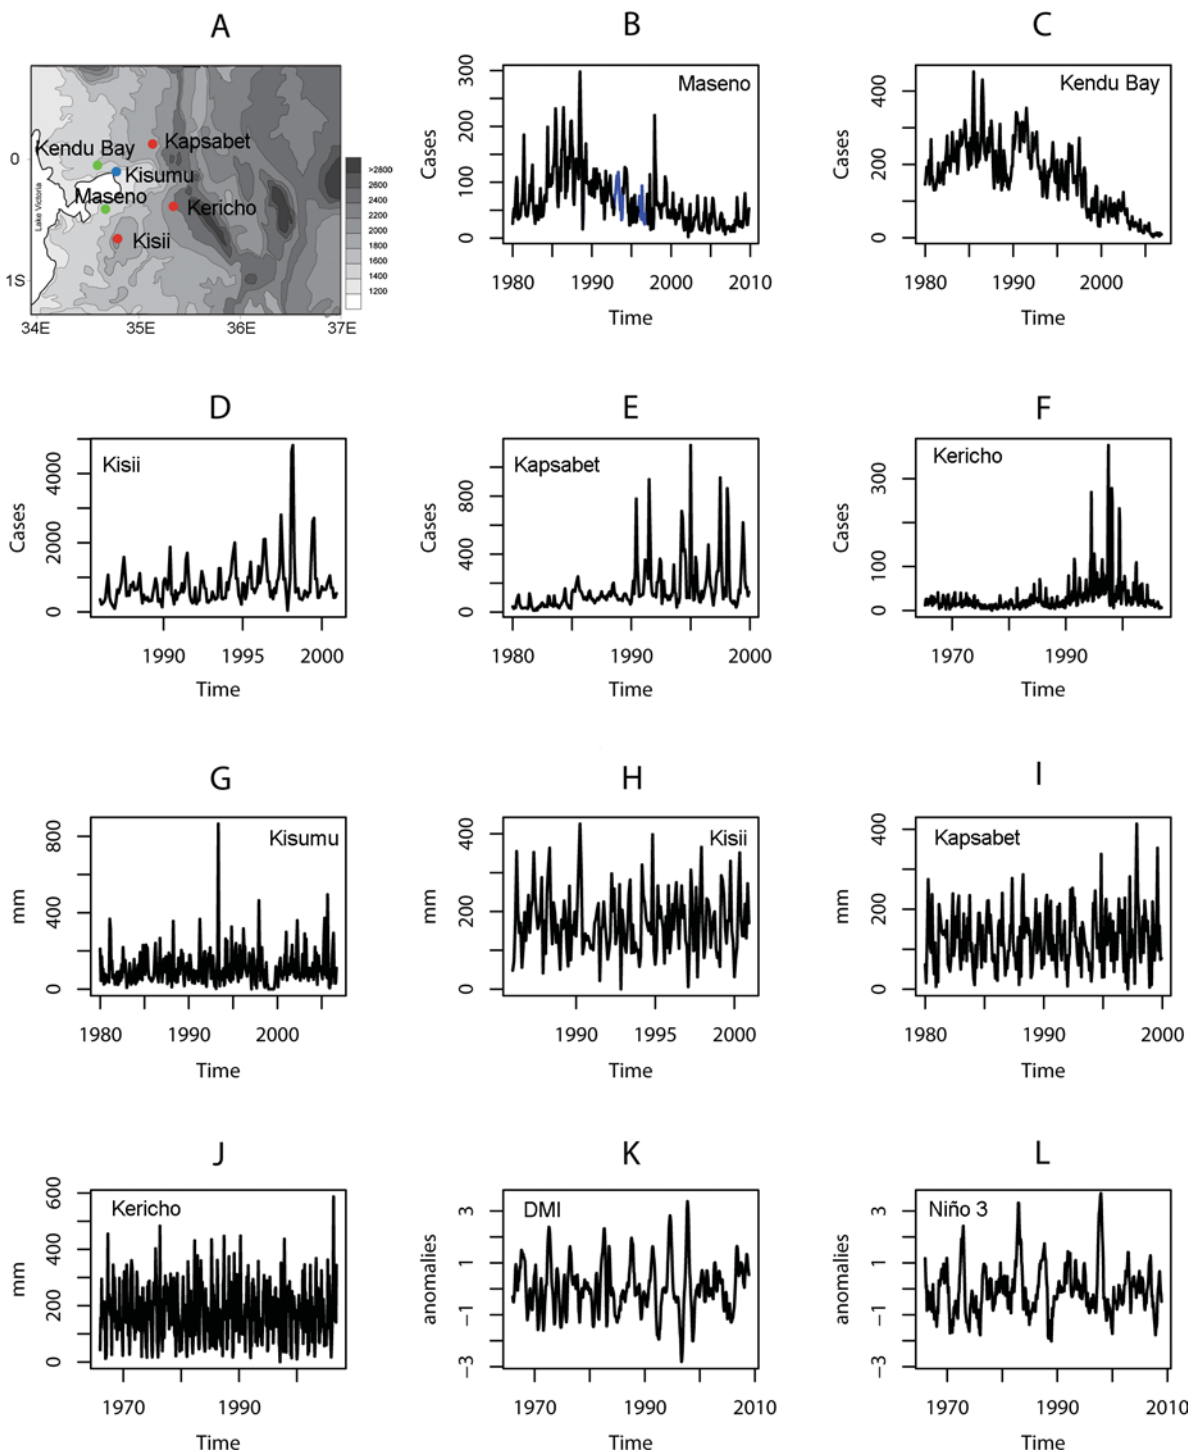 A
B
C
Kendu Bay
Kapsabet
Kisumu
Maseno
Kericho
Kisii
Lake Victoria
0
1S
34E 35E 36E 37E
>2800
2600
2400
2200
2000
1800
1600
1400
1200
Maseno
Cases
0 100 200 300
1980 1990 2000 2010
Time
Kendu Bay
Cases
0 200 400
1980 1990 2000
Time
D
E
F
Kisii
Cases
0 2000 4000
1990 1995 2000
Time
Kapsabet
Cases
0 400 800
1980 1990 2000
Time
Kericho
Cases
0 100 300
1970 1990
Time
G
H
I
Kisumu
mm
0 400 800
1980 1990 2000
Time
Kisii
mm
0 200 400
1990 1995 2000
Time
Kapsabet
mm
0 200 400
1980 1990 2000
Time
J
K
L
Kericho
mm
0 200 400 600
1970 1990
Time
DMI
anomalies
−3 −1 1 3
1970 1990 2010
Time
Niño 3
anomalies
−3 −1 1 3
1970 1990 2010
Time